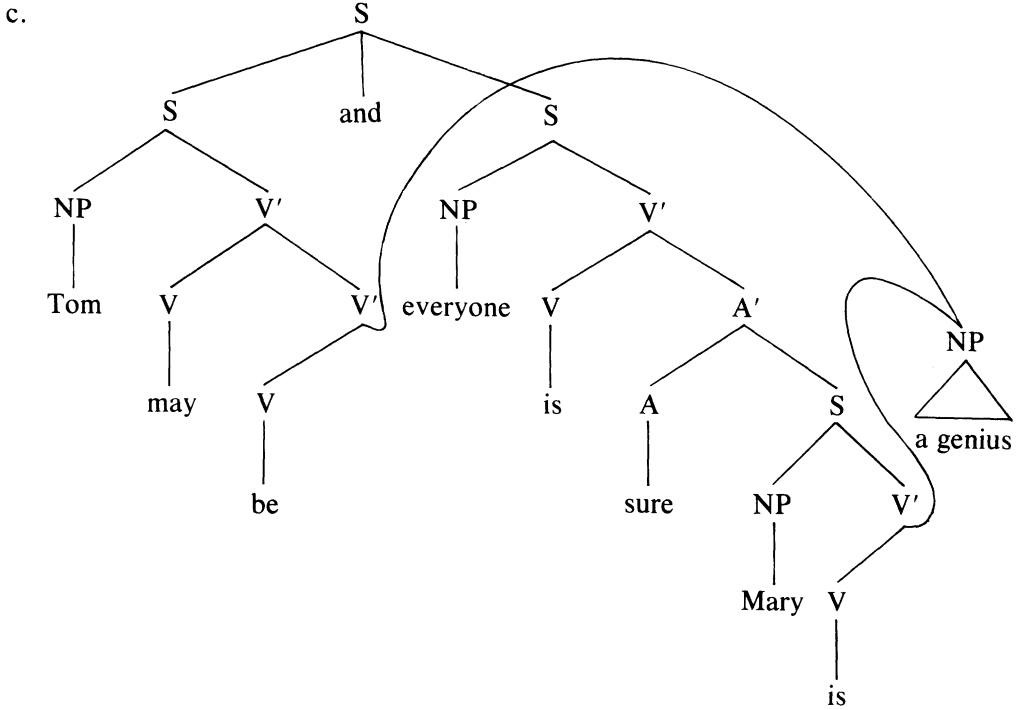 c.
S
S and S
NP V′ NP V′
Tom V V′ everyone V A′
NP
may V is A S
a genius
be sure NP V′
Mary V
is